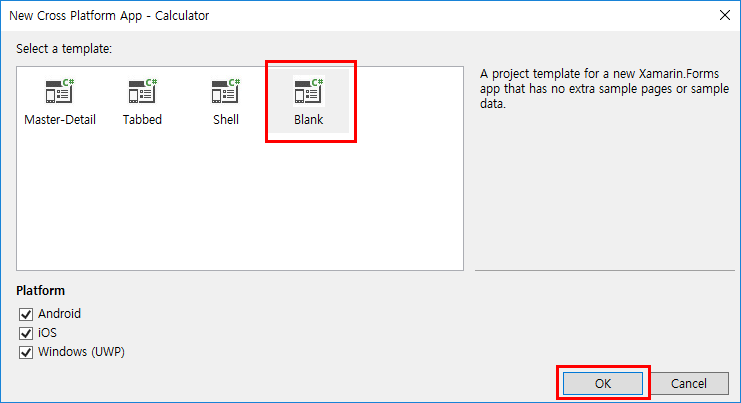 New Cross Platform App - Calculator
Select a template:
C# C# C# C#
Master-Detail Tabbed Shell Blank
A project template for a new Xamarin.Forms
app that has no extra sample pages or sample
data.
Platform
Android
iOS
Windows (UWP)
OK Cancel